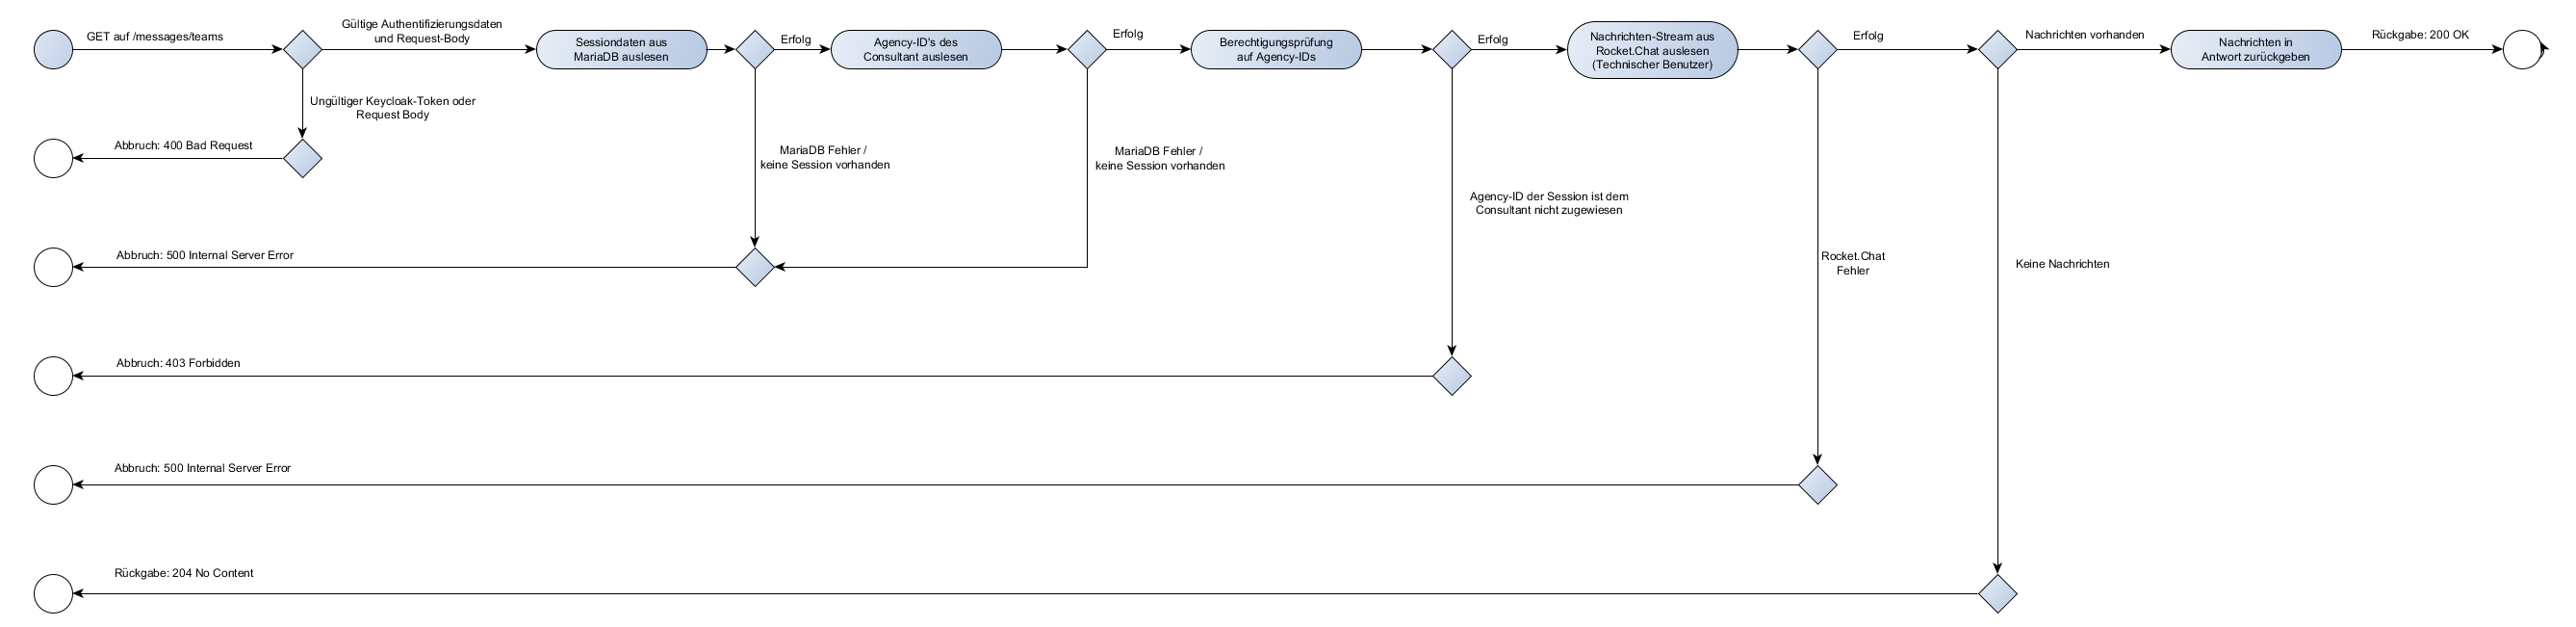 GET auf /messages/teams
Gültige Authentifizierungsdaten
und Request-Body
Sessiondaten aus
MariaDB auslesen
Erfolg
Agency-ID's des
Consultant auslesen
Erfolg
Berechtigungsprüfung
auf Agency-IDs
Erfolg
Nachrichten-Stream aus
Rocket.Chat auslesen
(Technischer Benutzer)
Erfolg
Nachrichten vorhanden
Nachrichten in
Antwort zurückgeben
Rückgabe: 200 OK
Ungültiger Keycloak-Token oder
Request Body
Abbruch: 400 Bad Request
MariaDB Fehler /
keine Session vorhanden
MariaDB Fehler /
keine Session vorhanden
Agency-ID der Session ist dem
Consultant nicht zugewiesen
Abbruch: 500 Internal Server Error
Rocket.Chat
Fehler
Keine Nachrichten
Abbruch: 403 Forbidden
Abbruch: 500 Internal Server Error
Rückgabe: 204 No Content